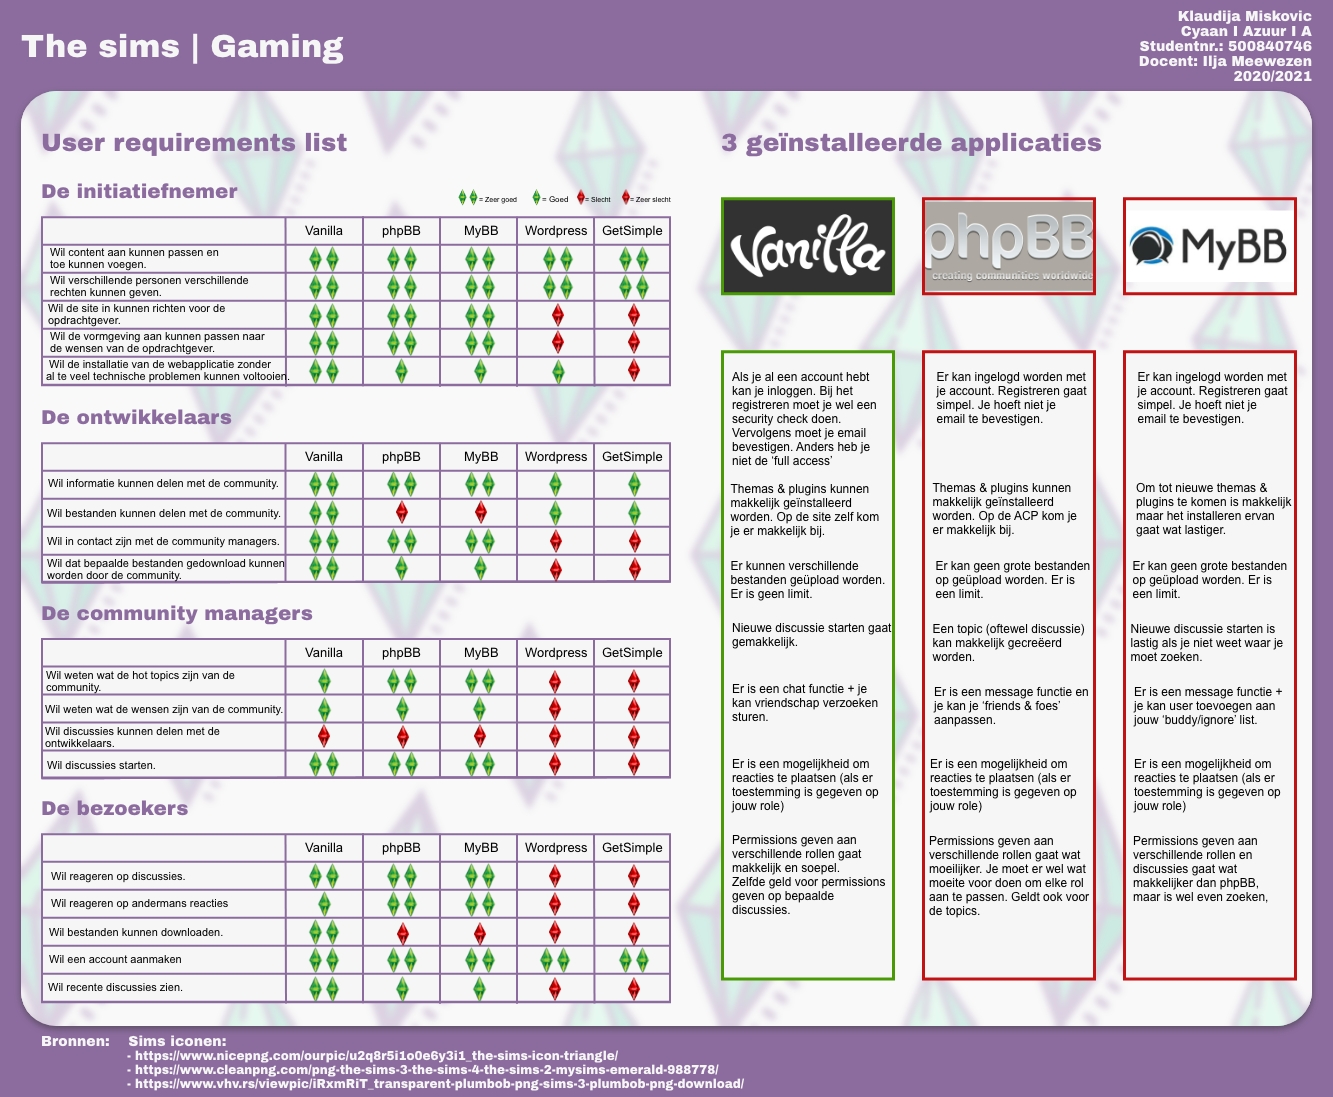 The sims | Gaming
Klaudija Miskovic
Cyaan I Azuur I A
Studentnr.: 500840746
Docent: Ilja Meewezen
2020/2021
User requirements list
De initiatiefnemer
= Zeer goed = Goed = Slecht = Zeer slecht
Vanilla phpBB MyBB Wordpress GetSimple
Wil content aan kunnen passen en
toe kunnen voegen.
Wil verschillende personen verschillende
rechten kunnen geven.
Wil de site in kunnen richten voor de
opdrachtgever.
Wil de vormgeving aan kunnen passen naar
de wensen van de opdrachtgever.
Wil de installatie van de webapplicatie zonder
al te veel technische problemen kunnen voltooien.
De ontwikkelaars
Vanilla phpBB MyBB Wordpress GetSimple
Wil informatie kunnen delen met de community.
Wil bestanden kunnen delen met de community.
Wil in contact zijn met de community managers.
Wil dat bepaalde bestanden gedownload kunnen
worden door de community.
De community managers
Vanilla phpBB MyBB Wordpress GetSimple
Wil weten wat de hot topics zijn van de
community.
Wil weten wat de wensen zijn van de community.
Wil discussies kunnen delen met de
ontwikkelaars.
Wil discussies starten.
De bezoekers
Vanilla phpBB MyBB Wordpress GetSimple
Wil reageren op discussies.
Wil reageren op andermans reacties
Wil bestanden kunnen downloaden.
Wil een account aanmaken
Wil recente discussies zien.
3 geïnstalleerde applicaties
Vanilla
phpBB
creating communities worldwide
MyBB
Als je al een account hebt
kan je inloggen. Bij het
registreren moet je wel een
security check doen.
Vervolgens moet je email
bevestigen. Anders heb je
niet de ‘full access’
Themas & plugins kunnen
makkelijk geïnstalleerd
worden. Op de site zelf kom
je er makkelijk bij.
Er kunnen verschillende
bestanden geüpload worden.
Er is geen limit.
Nieuwe discussie starten gaat
gemakkelijk.
Er is een chat functie + je
kan vriendschap verzoeken
sturen.
Er is een mogelijkheid om
reacties te plaatsen (als er
toestemming is gegeven op
jouw role)
Permissions geven aan
verschillende rollen gaat
makkelijk en soepel.
Zelfde geld voor permissions
geven op bepaalde
discussies.
Er kan ingelogd worden met
je account. Registreren gaat
simpel. Je hoeft niet je
email te bevestigen.
Themas & plugins kunnen
makkelijk geïnstalleerd
worden. Op de ACP kom je
er makkelijk bij.
Er kan geen grote bestanden
op geüpload worden. Er is
een limit.
Een topic (oftewel discussie)
kan makkelijk gecreëerd
worden.
Er is een message functie en
je kan je ‘friends & foes’
aanpassen.
Er is een mogelijkheid om
reacties te plaatsen (als er
toestemming is gegeven op
jouw role)
Permissions geven aan
verschillende rollen gaat wat
moeilijker. Je moet er wel wat
moeite voor doen om elke rol
aan te passen. Geldt ook voor
de topics.
Er kan ingelogd worden met
je account. Registreren gaat
simpel. Je hoeft niet je
email te bevestigen.
Om tot nieuwe themas &
plugins te komen is makkelijk
maar het installeren ervan
gaat wat lastiger.
Er kan geen grote bestanden
op geüpload worden. Er is
een limit.
Nieuwe discussie starten is
lastig als je niet weet waar je
moet zoeken.
Er is een message functie +
je kan user toevoegen aan
jouw ‘buddy/ignore’ list.
Er is een mogelijkheid om
reacties te plaatsen (als er
toestemming is gegeven op
jouw role)
Permissions geven aan
verschillende rollen en
discussies gaat wat
makkelijker dan phpBB,
maar is wel even zoeken,
Bronnen: Sims iconen:
- https://www.nicepng.com/ourpic/u2q8r5i1o0e6y3i1_the-sims-icon-triangle/
- https://www.cleanpng.com/png-the-sims-3-the-sims-4-the-sims-2-mysims-emerald-988778/
- https://www.vhv.rs/viewpic/iRxmRiT_transparent-plumbob-png-sims-3-plumbob-png-download/